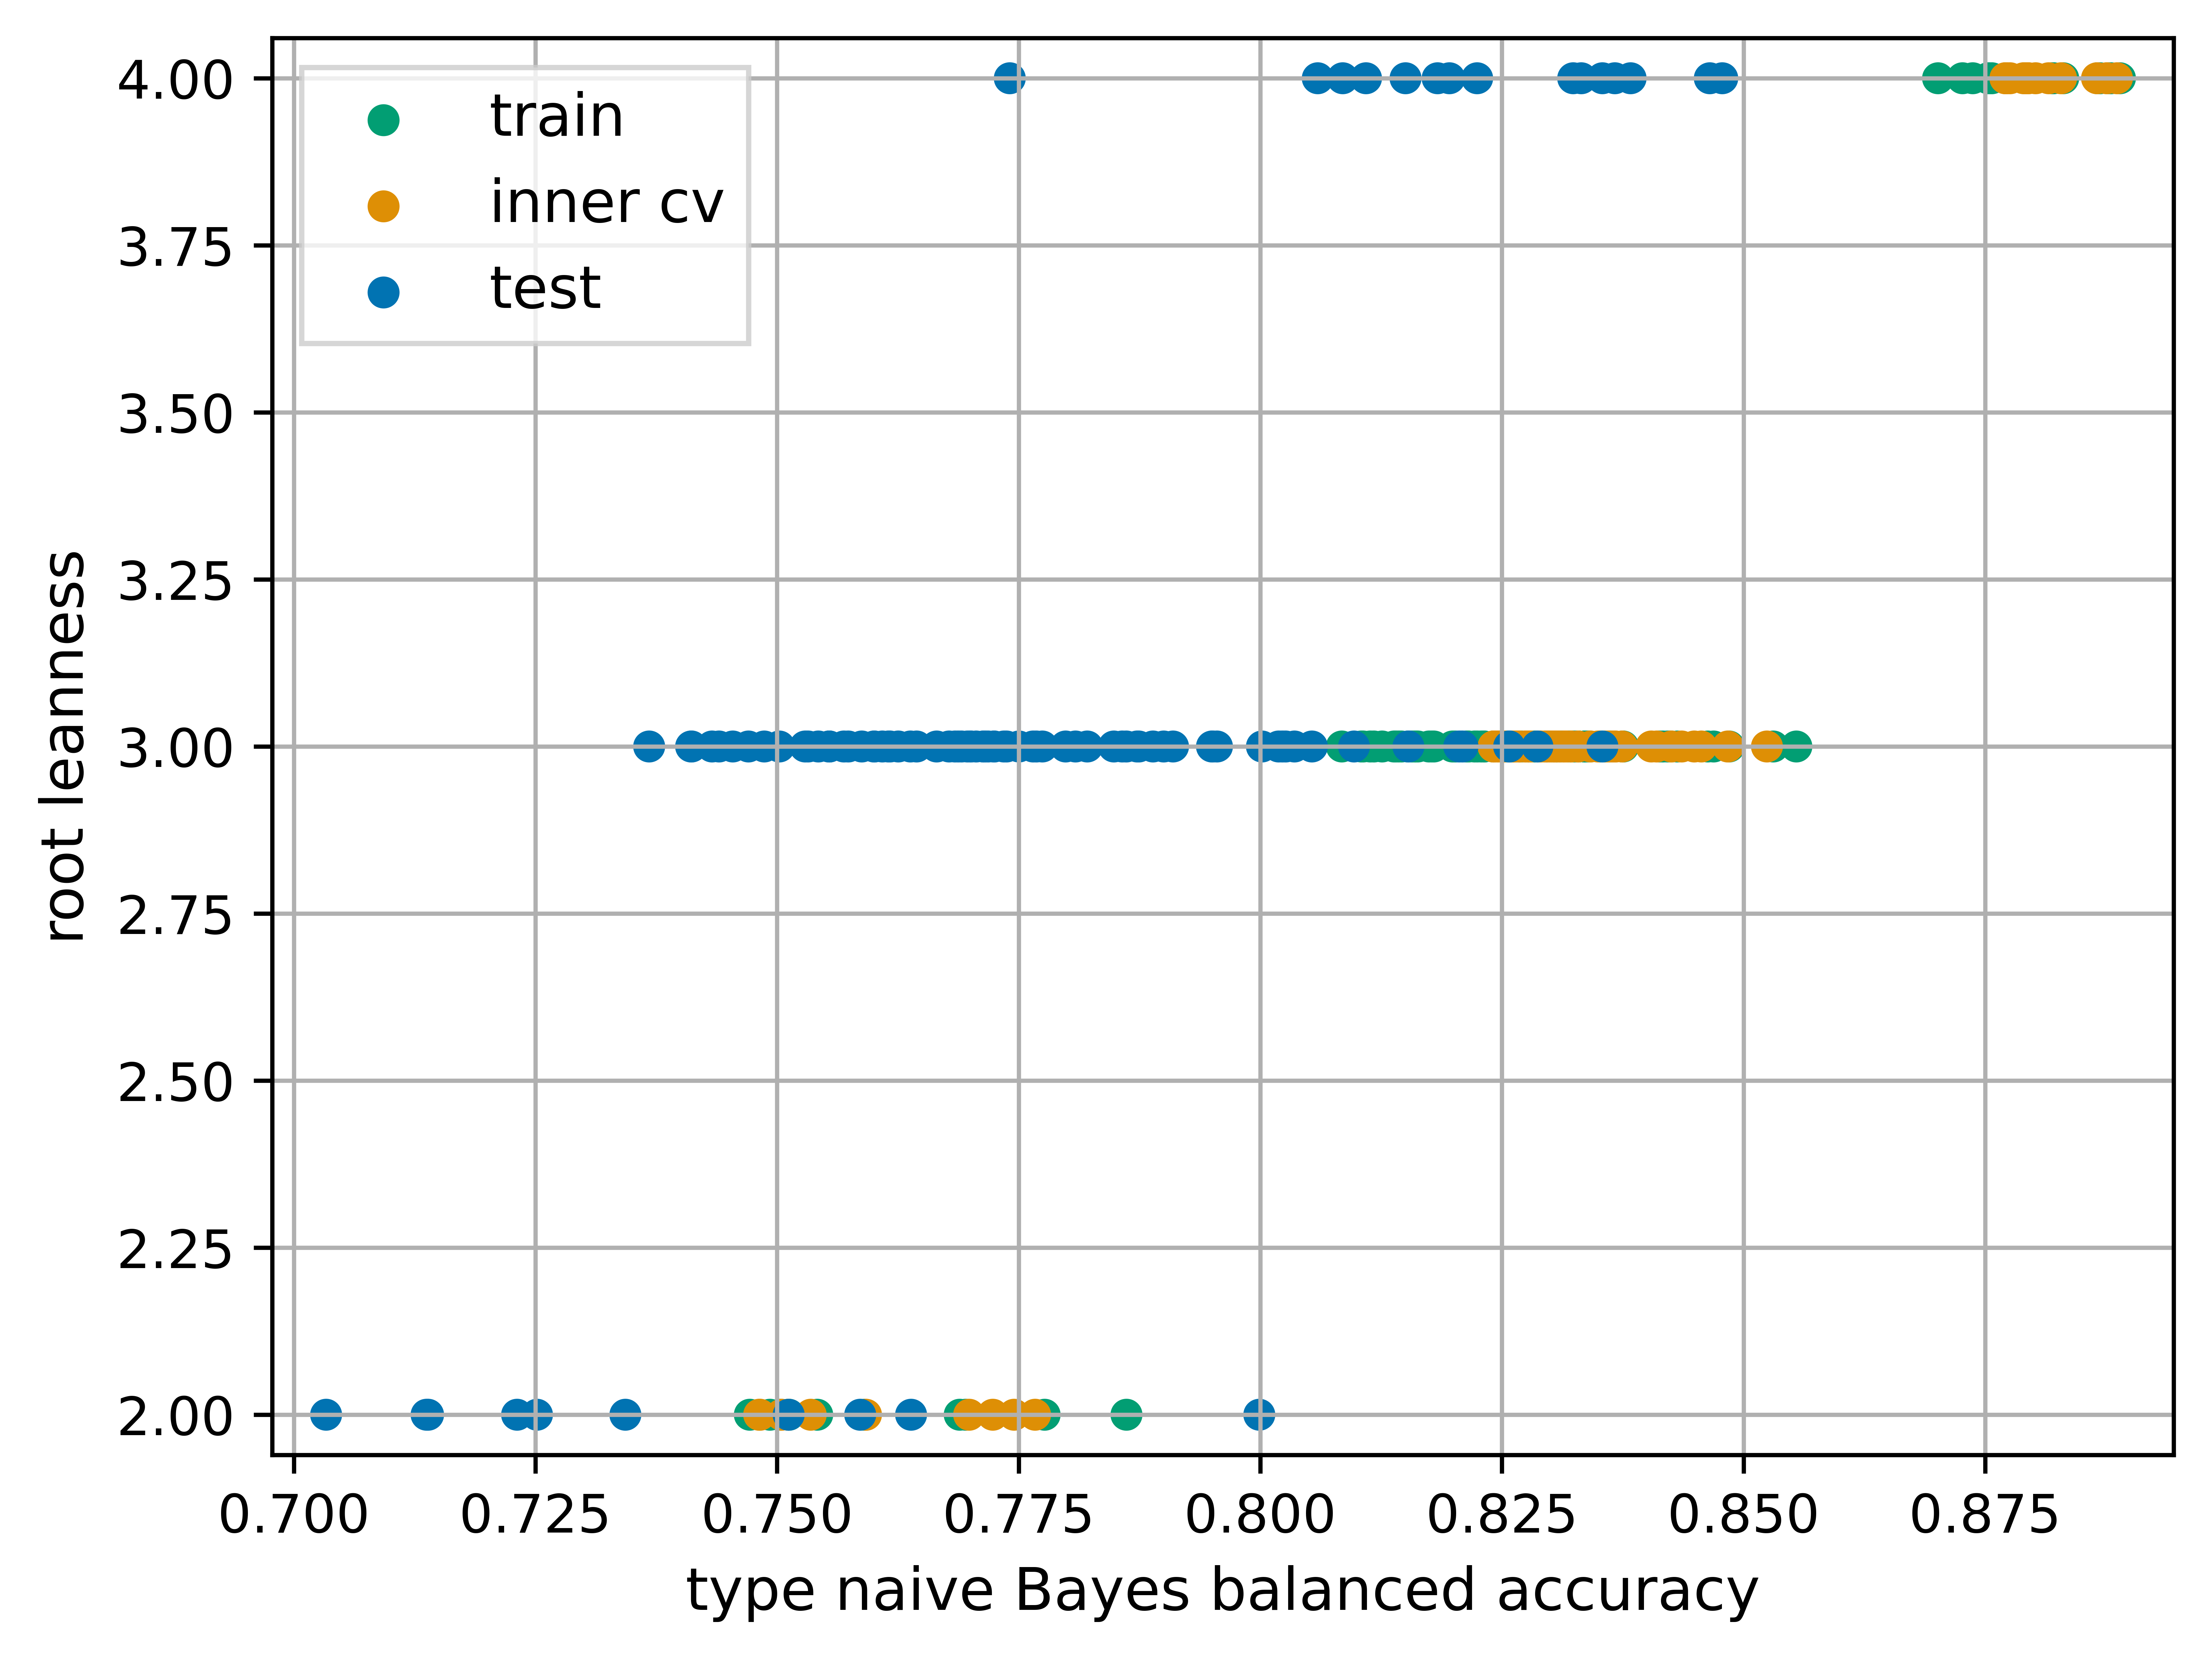 4.00
3.75
3.50
3.25
3.00
2.75
2.50
2.25
2.00
root leanness
train
inner cv
test
0.700 0.725 0.750 0.775 0.800 0.825 0.850 0.875
type naive Bayes balanced accuracy